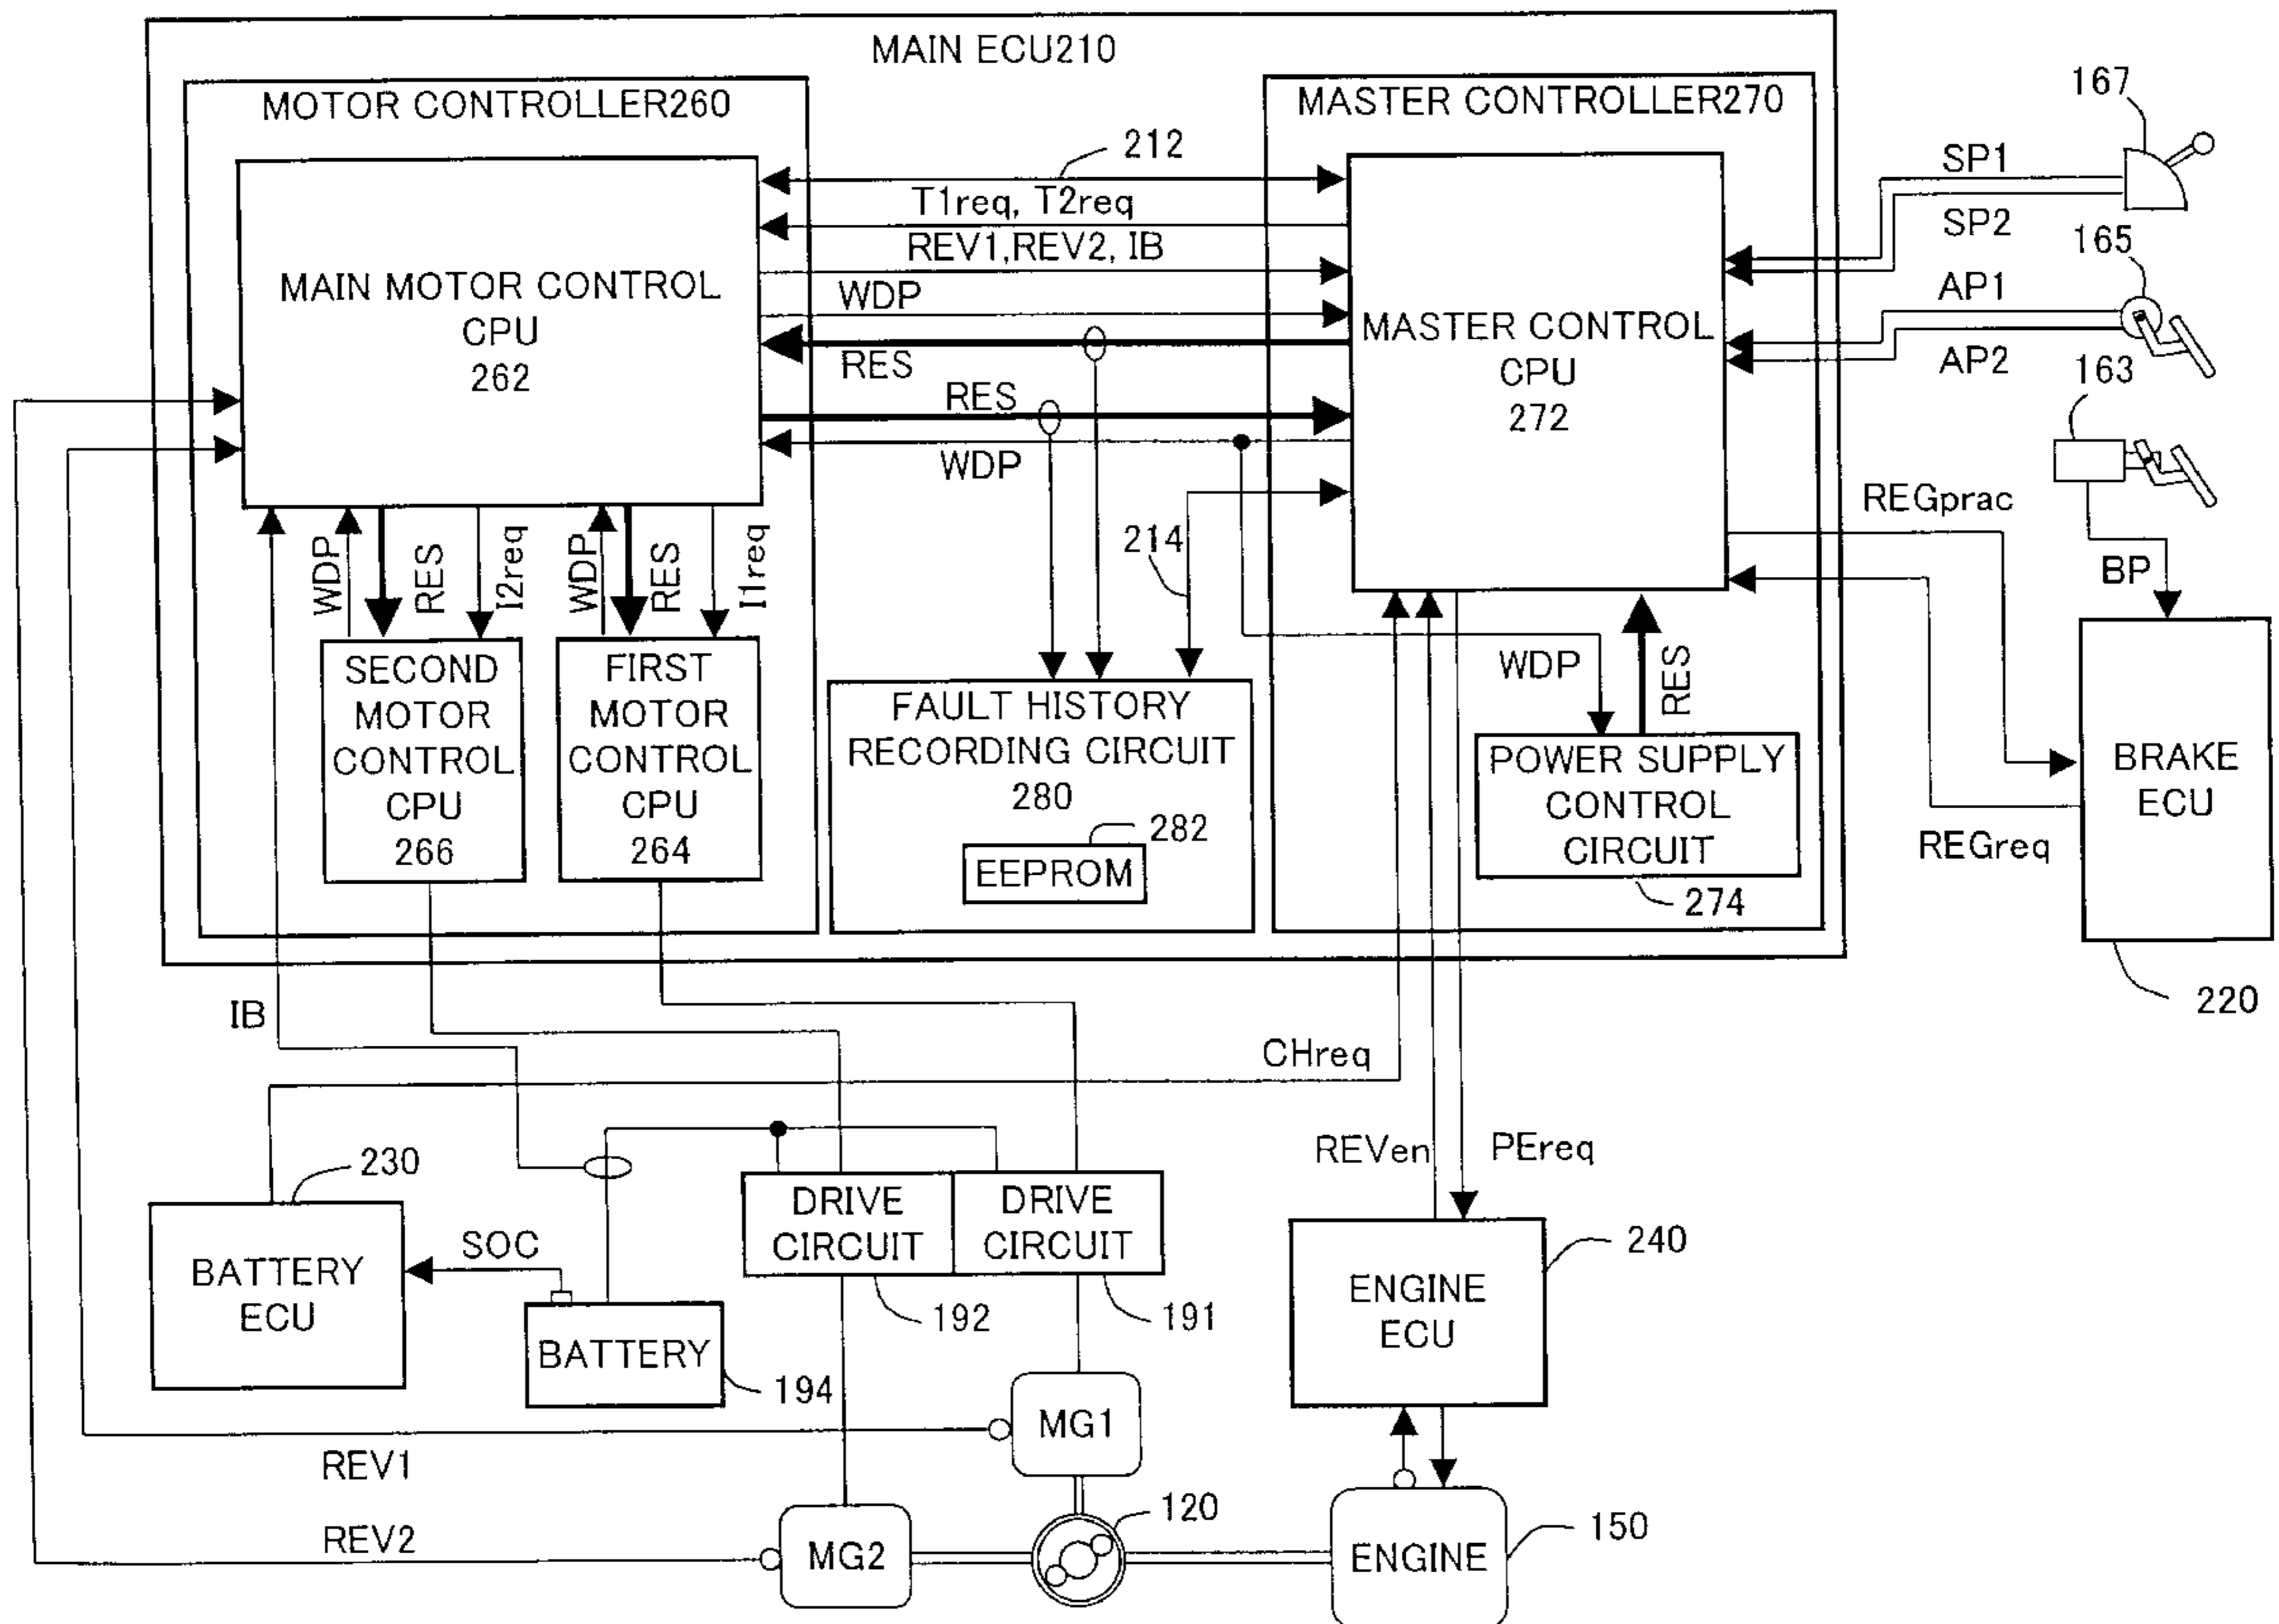 MAIN ECU210
MOTOR CONTROLLER260
MASTER CONTROLLER270
167
212
SP1
T1req, T2req
SP2
165
REV1,REV2, IB
MAIN MOTOR CONTROL
CPU
262
AP1
WDP
MASTER CONTROL
CPU
272
RES
AP2
163
RES
WDP
REGprac
WDP
RES
I2req
WDP
RES
I1req
214
BP
SECOND
MOTOR
CONTROL
CPU
266
FIRST
MOTOR
CONTROL
CPU
264
WDP
RES
FAULT HISTORY
RECORDING CIRCUIT
280
282
EEPROM
POWER SUPPLY
CONTROL
CIRCUIT
274
BRAKE
ECU
REGreq
220
IB
CHreq
REVen
PEreq
230
DRIVE
CIRCUIT
DRIVE
CIRCUIT
240
SOC
BATTERY
ECU
192
191
ENGINE
ECU
BATTERY
194
MG1
REV1
120
REV2
MG2
ENGINE
150